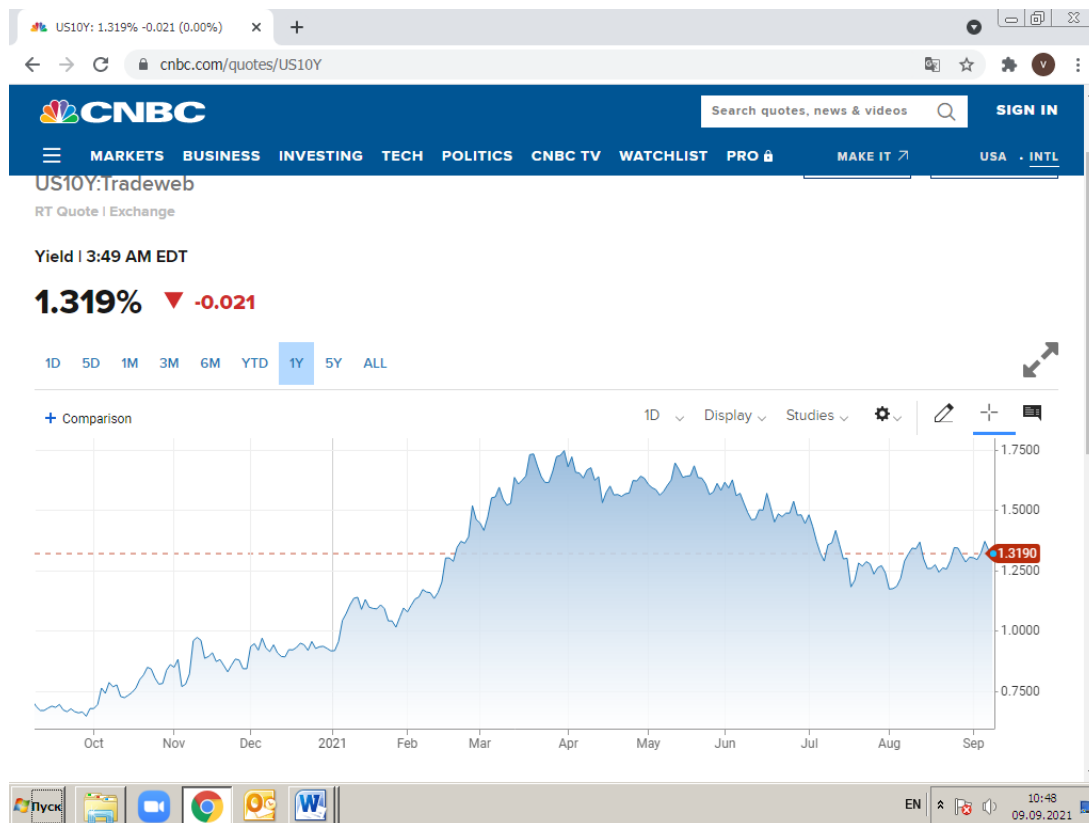 US10Y: 1.319% -0.021 (0.00%)
cnbc.com/quotes/US10Y
V
CNBC
Search quotes, news & videos
SIGN IN
MARKETS BUSINESS INVESTING TECH POLITICS CNBC TV WATCHLIST PRO MAKE IT USA • INTL
US10Y:Tradeweb
RT Quote | Exchange
Yield | 3:49 AM EDT
1.319% ▼ -0.021
1D 5D 1M 3M 6M YTD 1Y 5Y ALL
+ Comparison 1D Display Studies
1.7500
1.5000
1.3190
1.2500
1.0000
0.7500
Oct Nov Dec 2021 Feb Mar Apr May Jun Jul Aug Sep
Пуск EN 10:48
09.09.2021